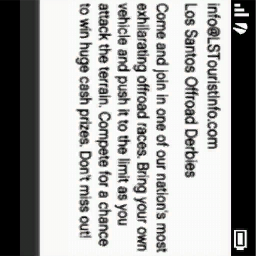 info@LSTouristinfo.com
Los Santos Offroad Derbies
Come and join in one of our nation's most
exhilarating offroad races. Bring your own
vehicle and push it to the limit as you
attack the terrain. Compete for a chance
to win huge cash prizes. Don't miss out!